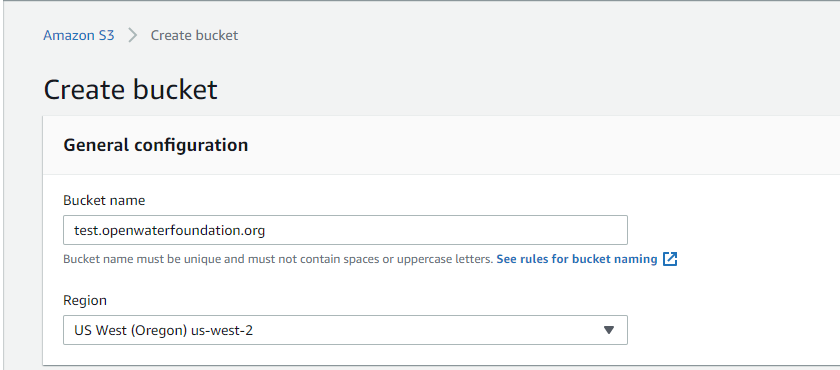 Amazon S3 > Create bucket
Create bucket
General configuration
Bucket name
test.openwaterfoundation.org
Bucket name must be unique and must not contain spaces or uppercase letters. See rules for bucket naming
Region
US West (Oregon) us-west-2